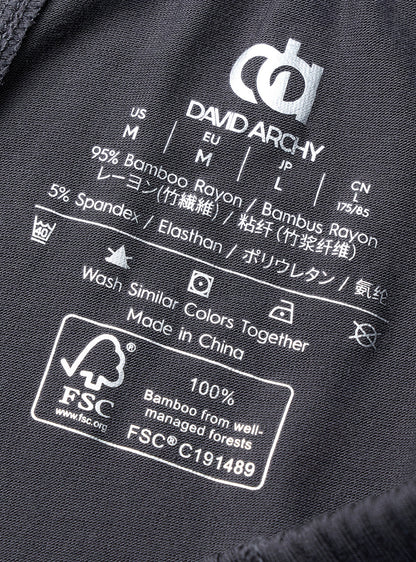 da
DAVID ARCHY
US M | EU M | JP L | CN L 175/85
95% Bamboo Rayon / Bambus Rayon
レーヨン(竹繊維) / 粘纤(竹浆纤维)
5% Spandex / Elasthan / ポリウレタン / 氨纶
40
Wash Similar Colors Together
Made in China
FSC®
www.fsc.org
100%
Bamboo from well-
managed forests
FSC® C191489